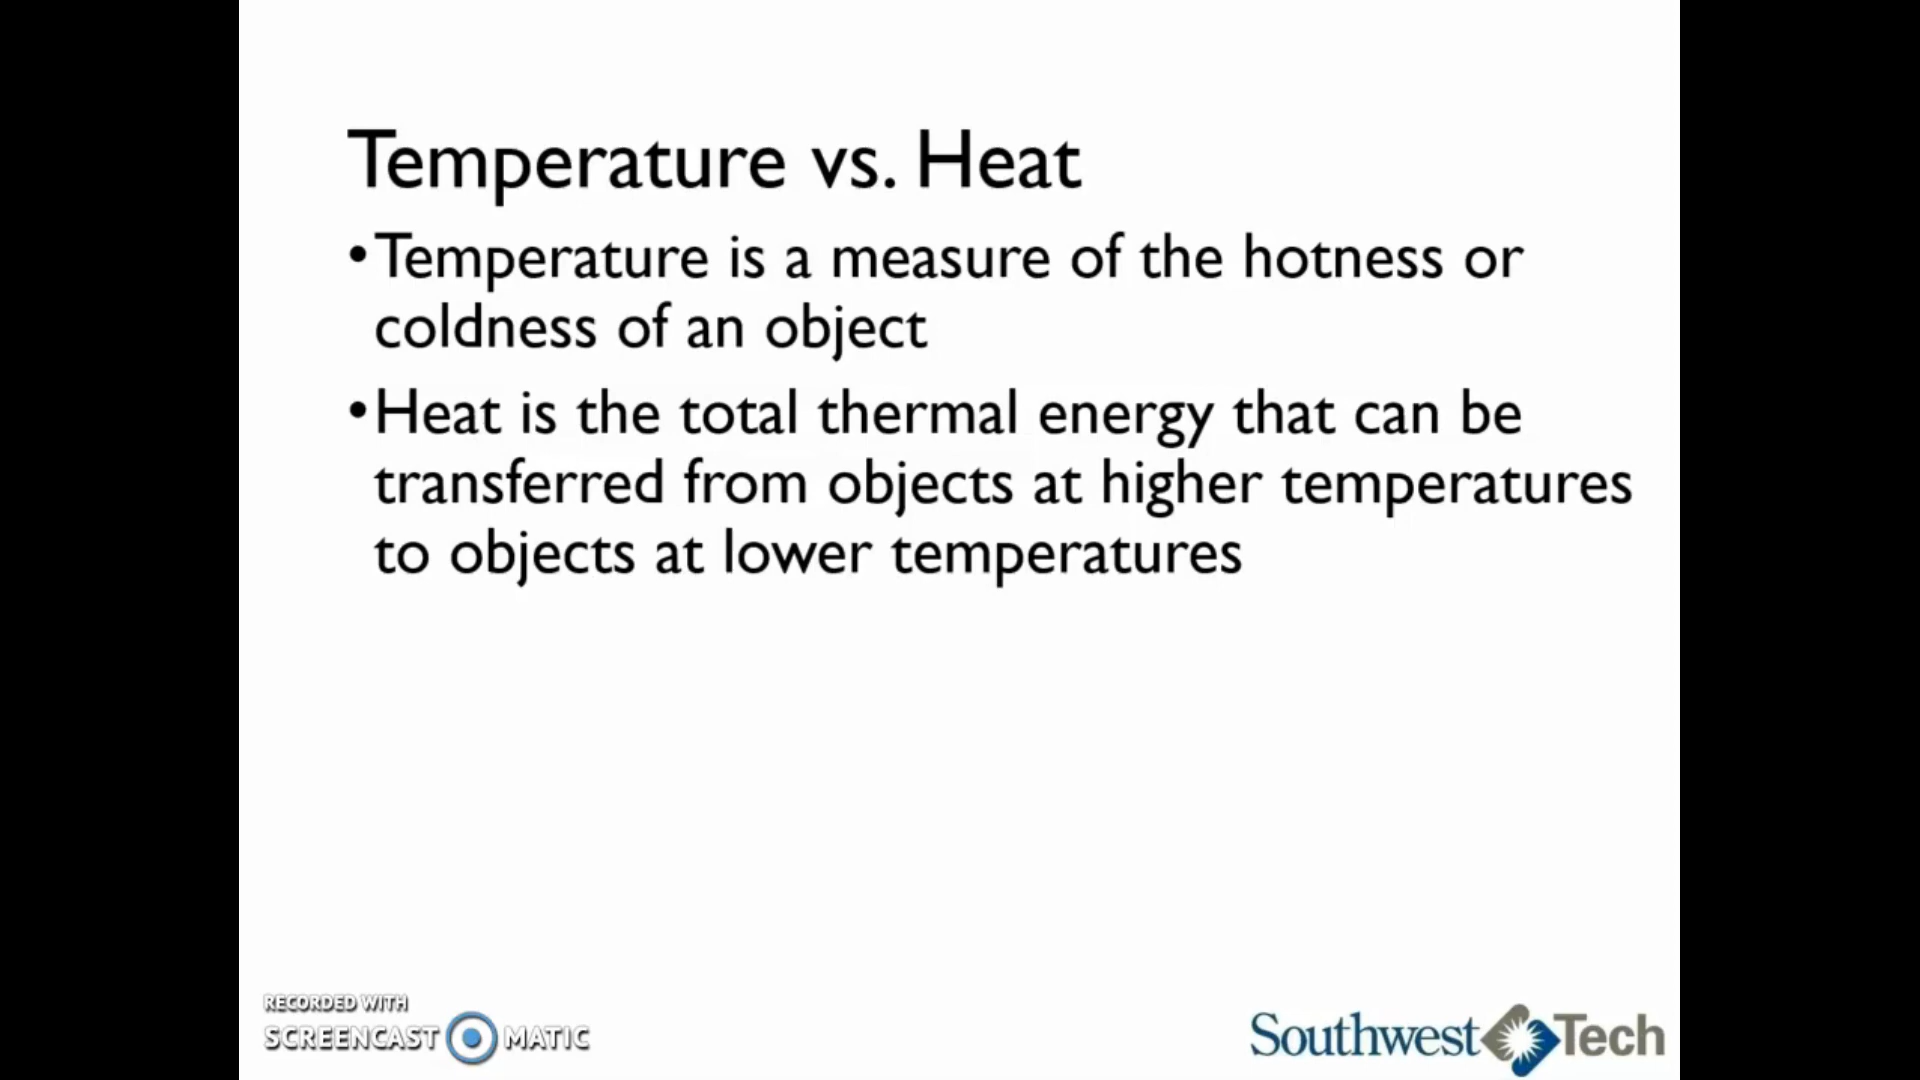 Temperature vs. Heat
•Temperature is a measure of the hotness or
coldness of an object
•Heat is the total thermal energy that can be
transferred from objects at higher temperatures
to objects at lower temperatures
RECORDED WITH
SCREENCAST MATIC
Southwest Tech